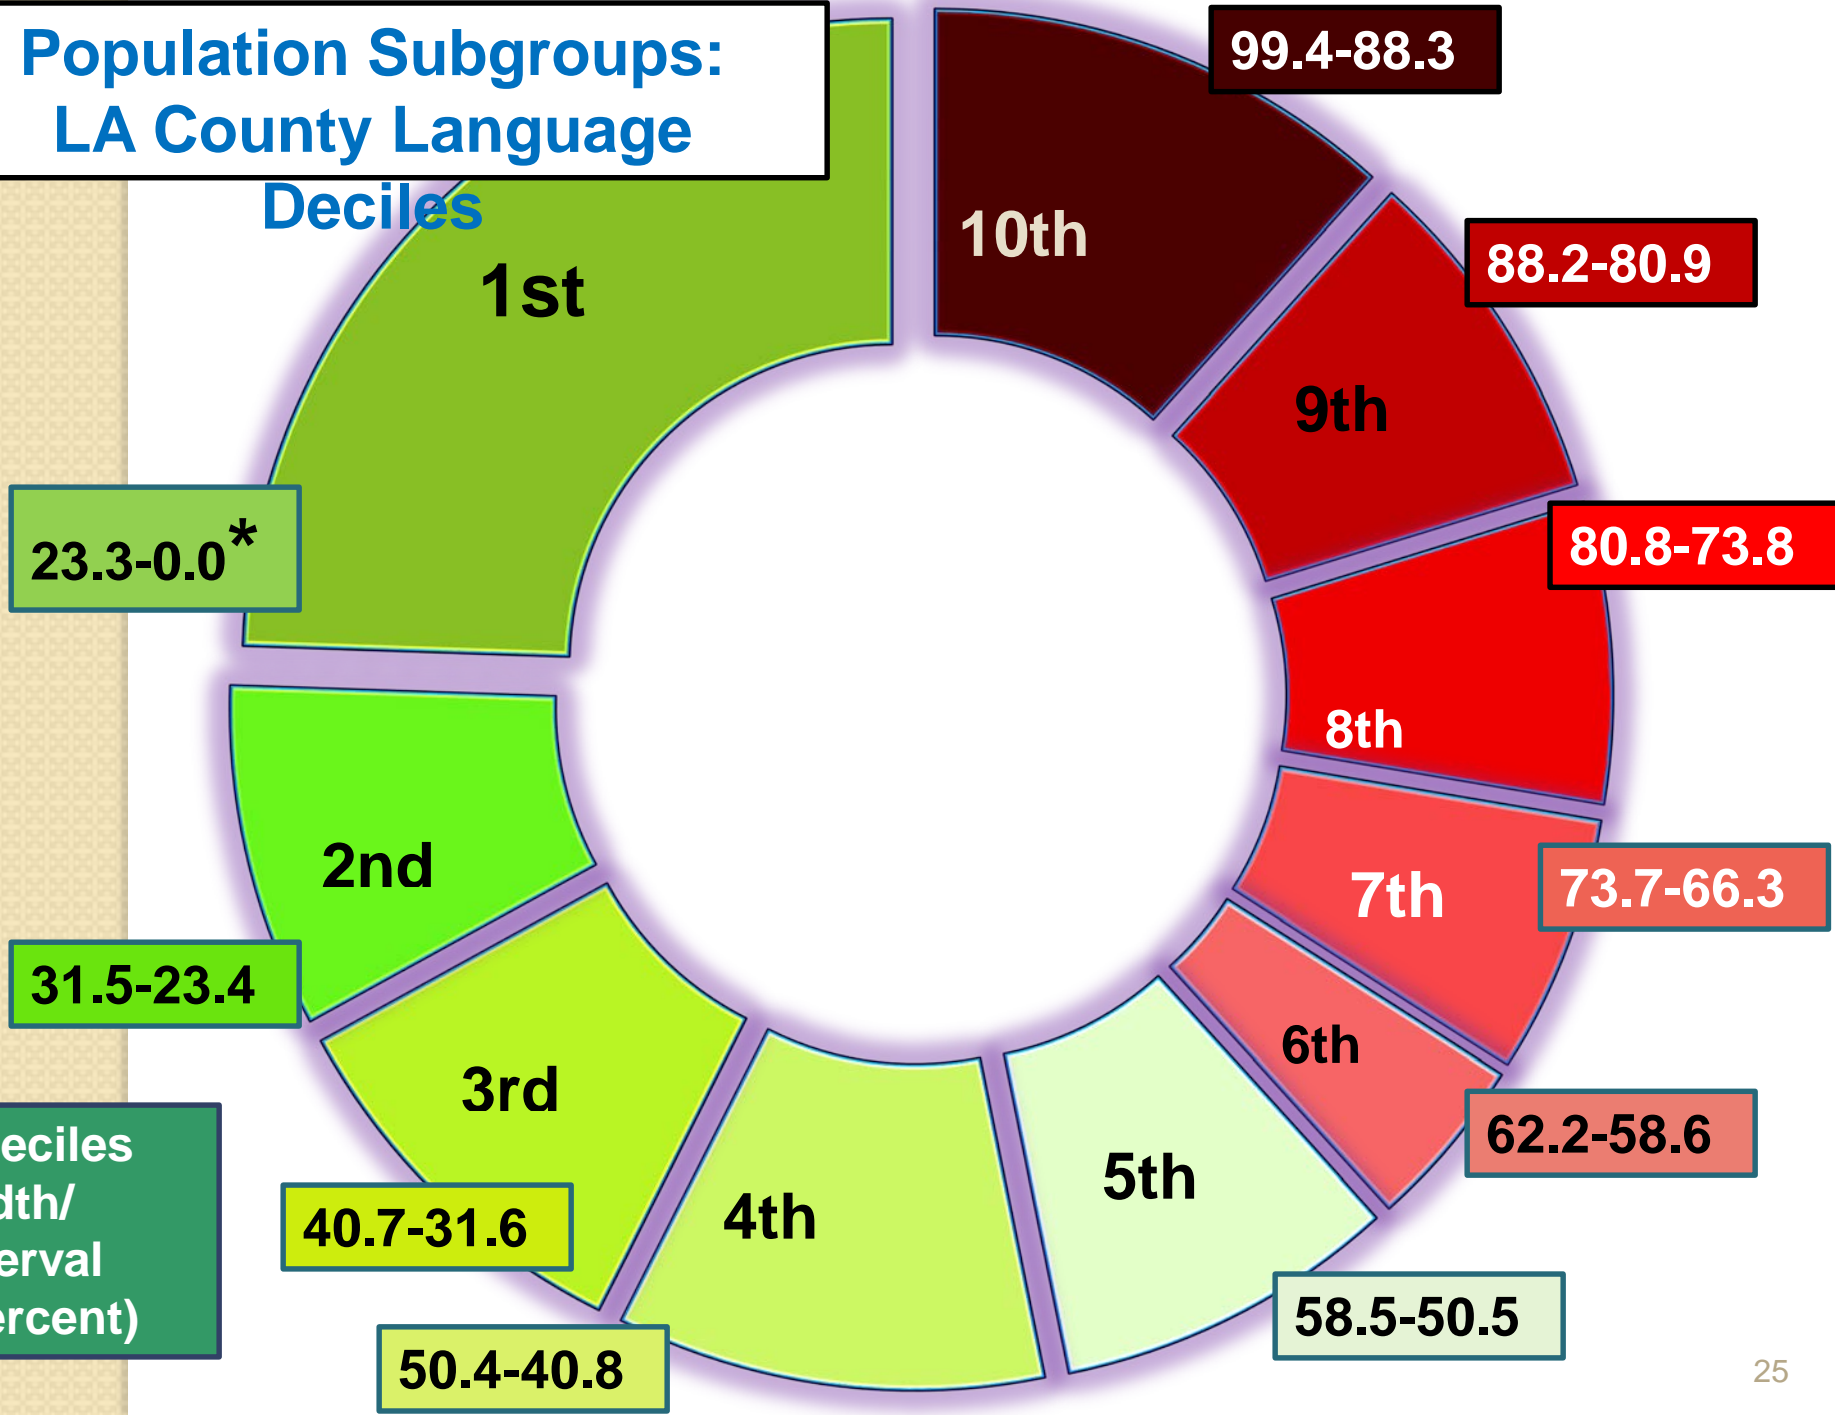 Population Subgroups:
LA County Language
Deciles
99.4-88.3
10th
88.2-80.9
1st
9th
80.8-73.8
23.3-0.0*
8th
2nd
7th
73.7-66.3
31.5-23.4
6th
3rd
62.2-58.6
5th
4th
40.7-31.6
58.5-50.5
50.4-40.8
25